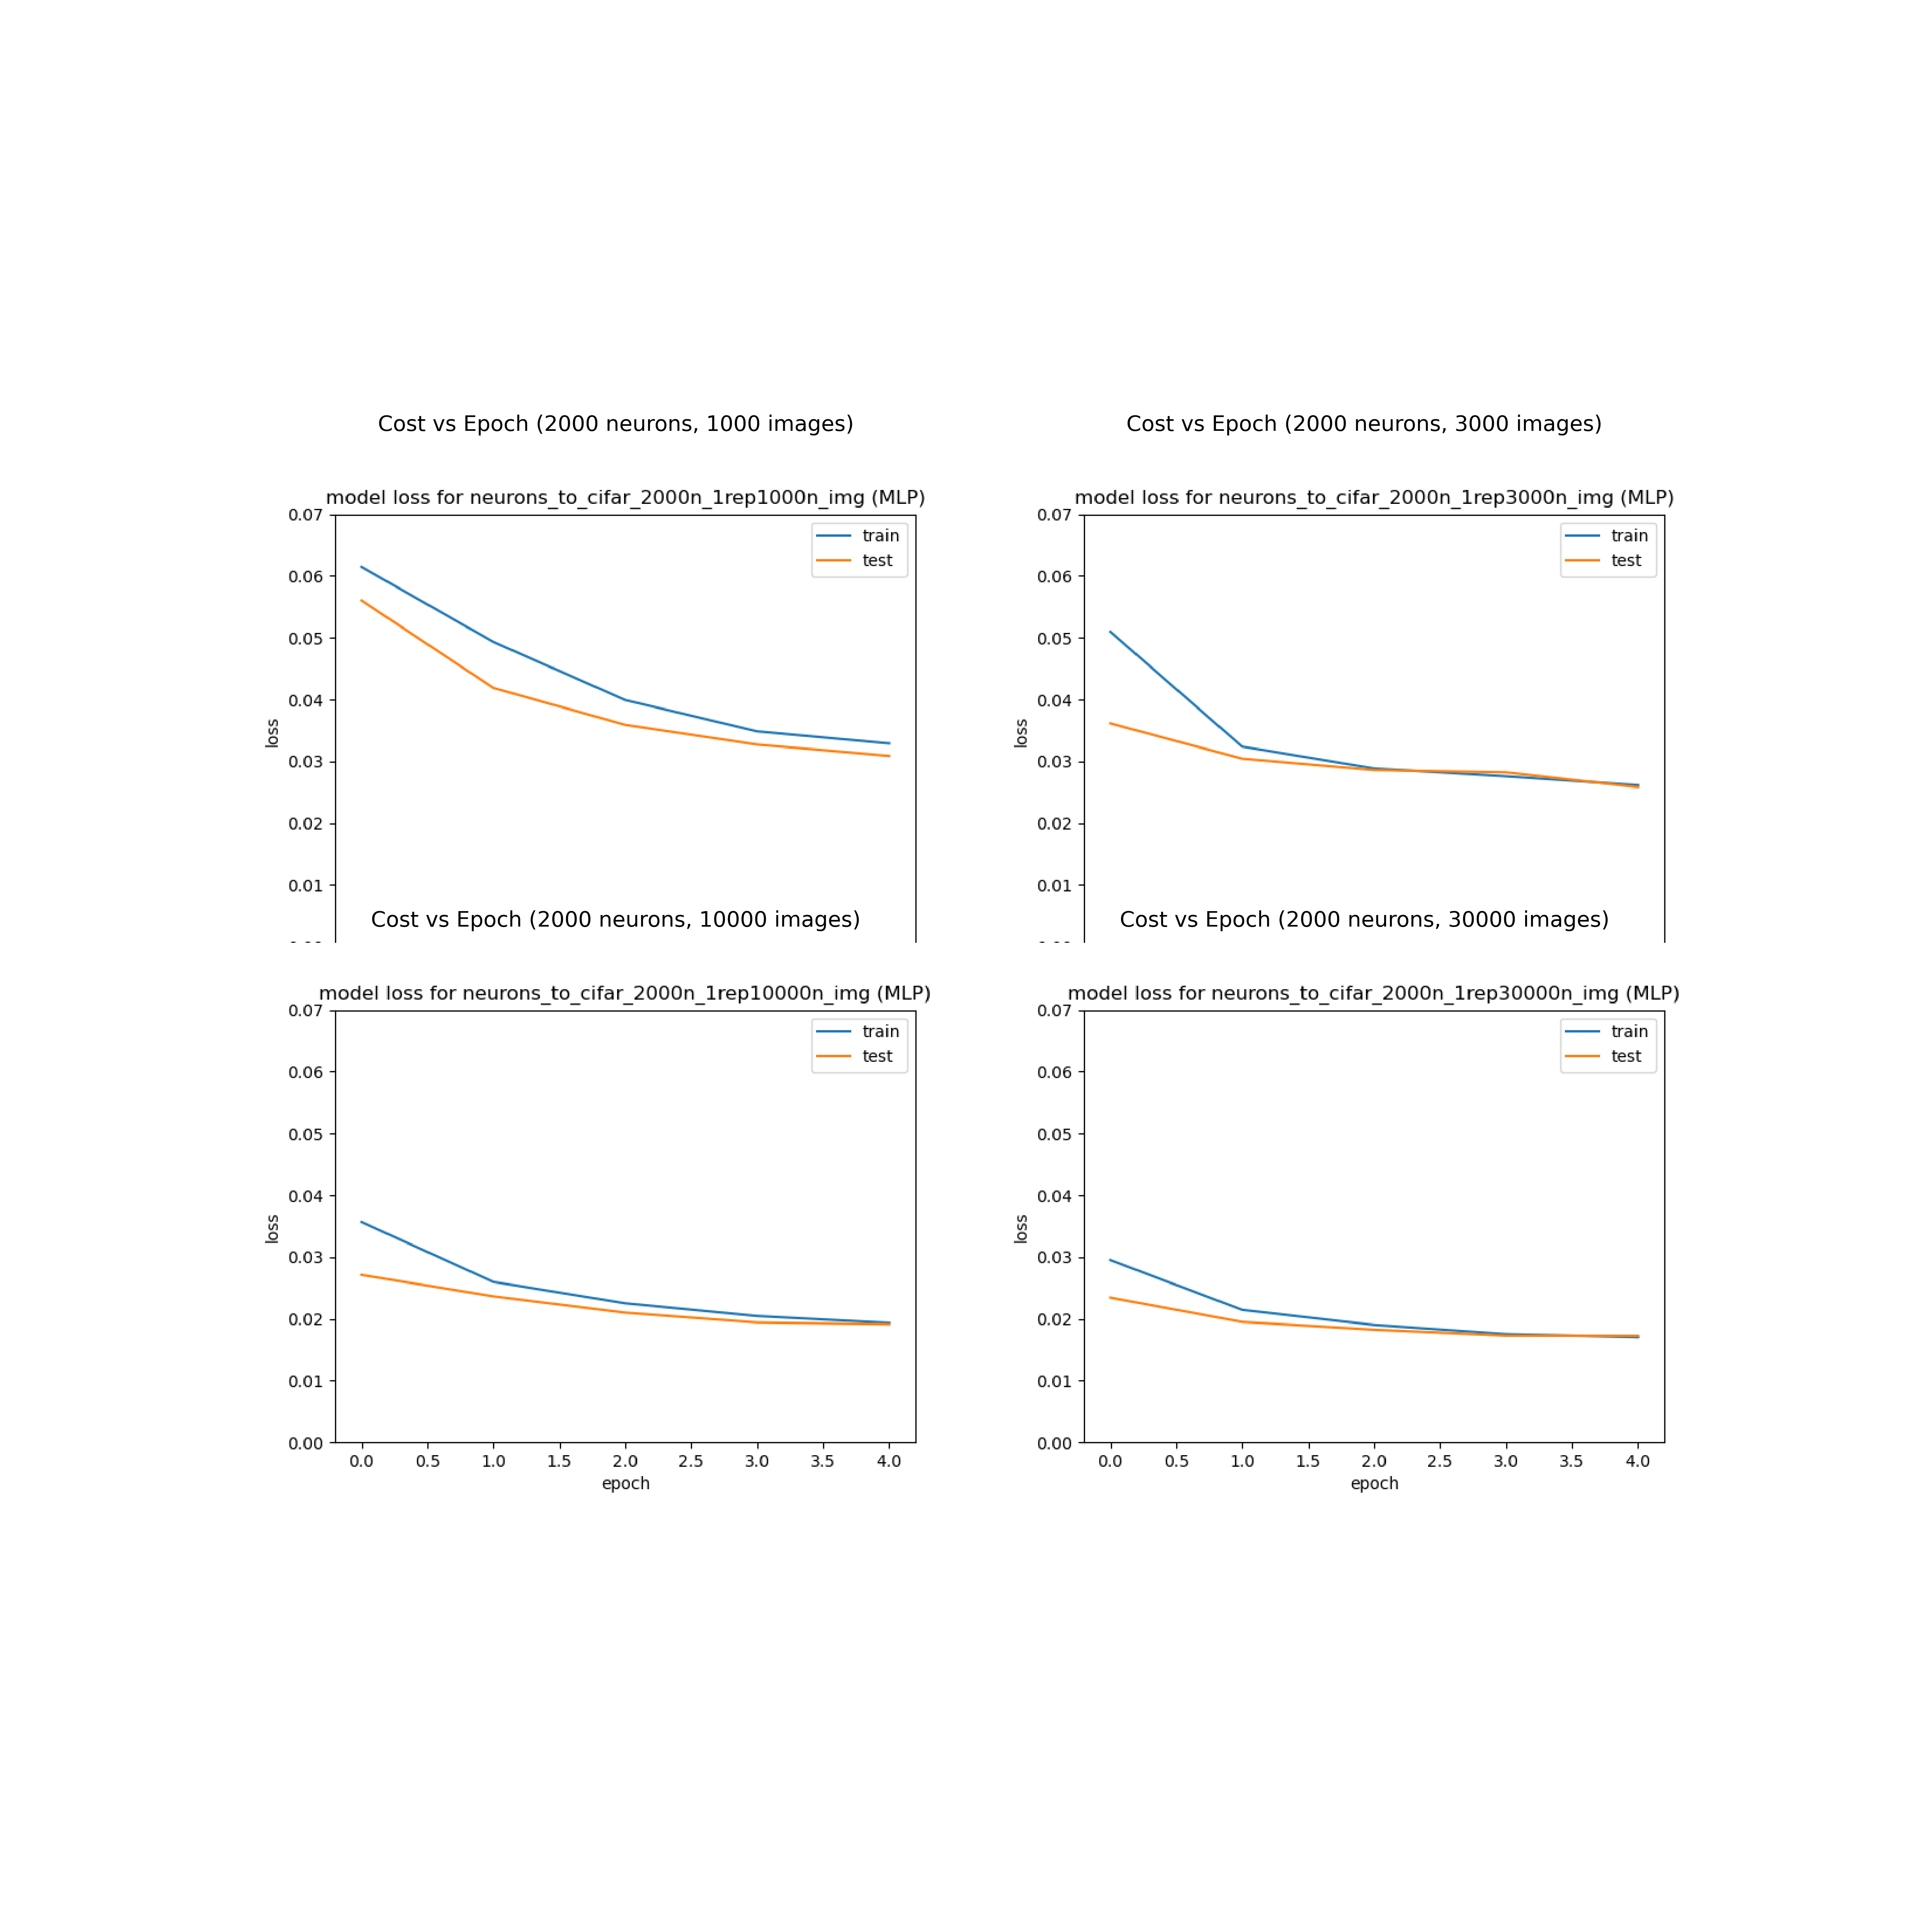 Cost vs Epoch (2000 neurons, 1000 images)
model loss for neurons_to_cifar_2000n_1rep1000n_img (MLP)
0.07
0.06
0.05
0.04
0.03
0.02
0.01
loss
train
test
Cost vs Epoch (2000 neurons, 3000 images)
model loss for neurons_to_cifar_2000n_1rep3000n_img (MLP)
0.07
0.06
0.05
0.04
0.03
0.02
0.01
loss
train
test
Cost vs Epoch (2000 neurons, 10000 images)
model loss for neurons_to_cifar_2000n_1rep10000n_img (MLP)
0.07
0.06
0.05
0.04
0.03
0.02
0.01
0.00
loss
train
test
0.0 0.5 1.0 1.5 2.0 2.5 3.0 3.5 4.0
epoch
Cost vs Epoch (2000 neurons, 30000 images)
model loss for neurons_to_cifar_2000n_1rep30000n_img (MLP)
0.07
0.06
0.05
0.04
0.03
0.02
0.01
0.00
loss
train
test
0.0 0.5 1.0 1.5 2.0 2.5 3.0 3.5 4.0
epoch